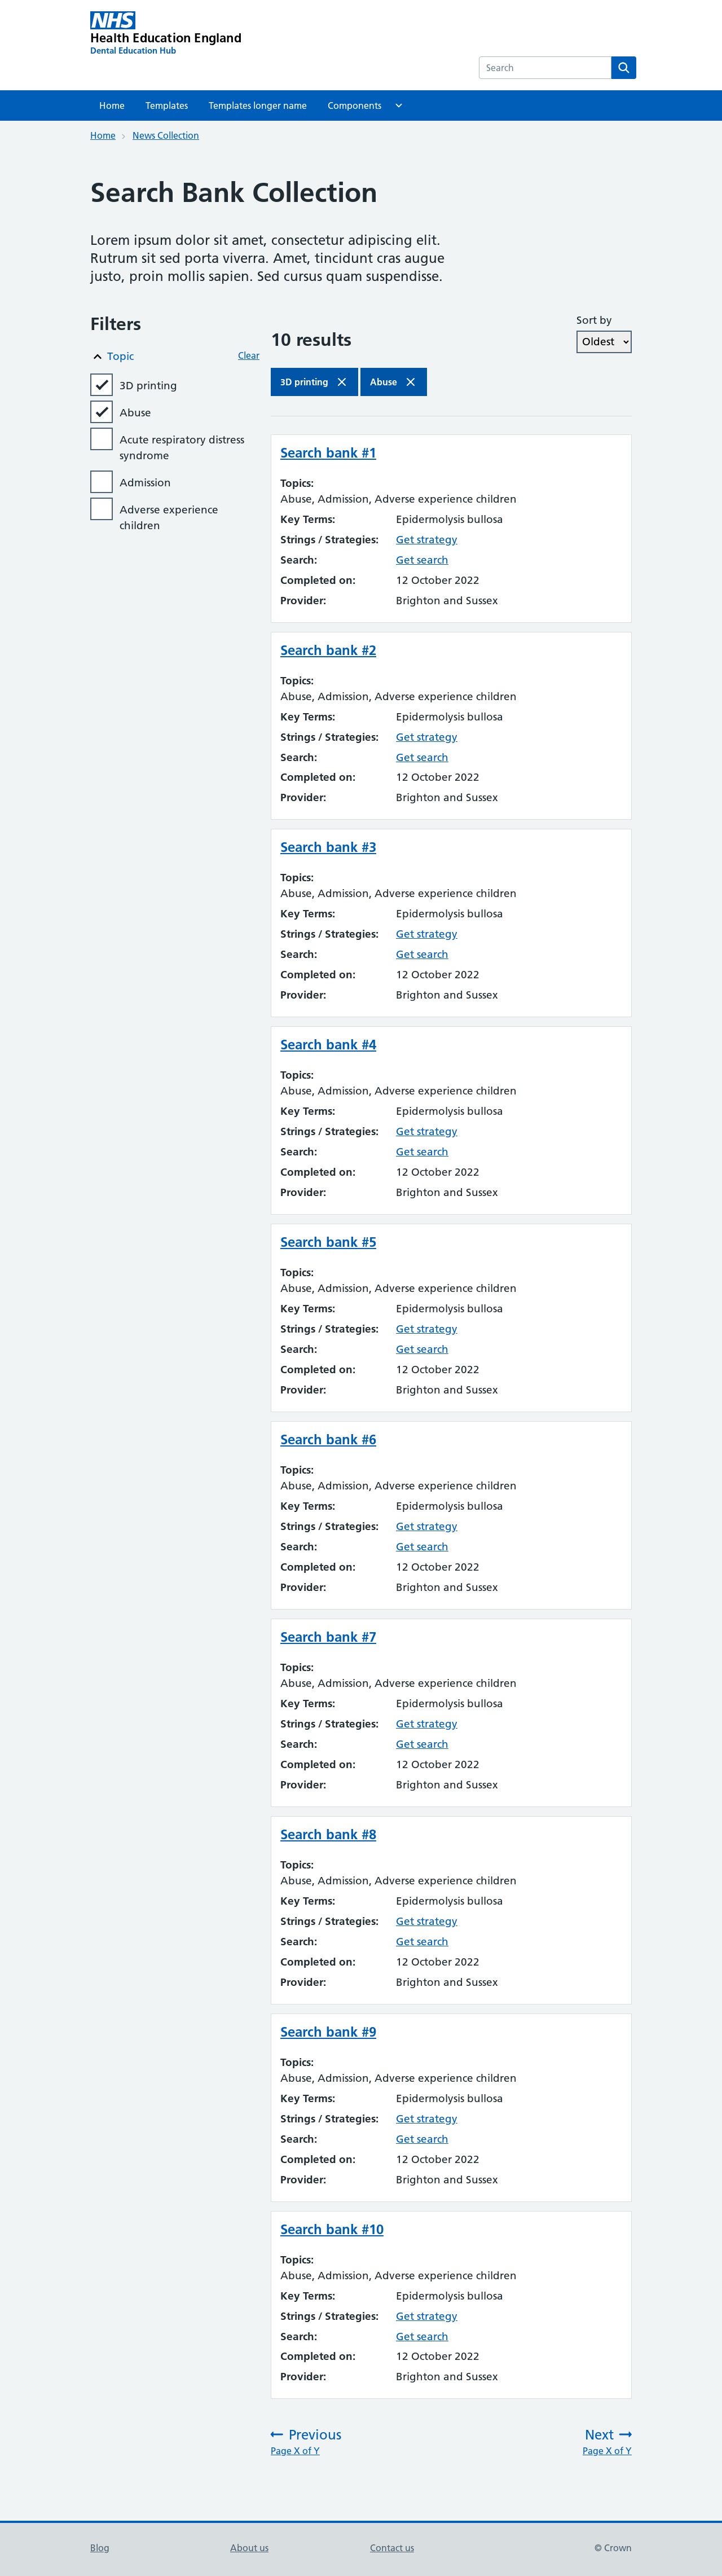 NHS
Health Education England
Dental Education Hub
Search
Home Templates Templates longer name Components
Home News Collection
Search Bank Collection
Lorem ipsum dolor sit amet, consectetur adipiscing elit.
Rutrum sit sed porta viverra. Amet, tincidunt cras augue
justo, proin mollis sapien. Sed cursus quam suspendisse.
Filters
Topic Clear
3D printing
Abuse
Acute respiratory distress
syndrome
Admission
Adverse experience
children
Sort by
Oldest
10 results
3D printing Abuse
Search bank #1
Topics:
Abuse, Admission, Adverse experience children
Key Terms: Epidermolysis bullosa
Strings / Strategies: Get strategy
Search: Get search
Completed on: 12 October 2022
Provider: Brighton and Sussex
Search bank #2
Topics:
Abuse, Admission, Adverse experience children
Key Terms: Epidermolysis bullosa
Strings / Strategies: Get strategy
Search: Get search
Completed on: 12 October 2022
Provider: Brighton and Sussex
Search bank #3
Topics:
Abuse, Admission, Adverse experience children
Key Terms: Epidermolysis bullosa
Strings / Strategies: Get strategy
Search: Get search
Completed on: 12 October 2022
Provider: Brighton and Sussex
Search bank #4
Topics:
Abuse, Admission, Adverse experience children
Key Terms: Epidermolysis bullosa
Strings / Strategies: Get strategy
Search: Get search
Completed on: 12 October 2022
Provider: Brighton and Sussex
Search bank #5
Topics:
Abuse, Admission, Adverse experience children
Key Terms: Epidermolysis bullosa
Strings / Strategies: Get strategy
Search: Get search
Completed on: 12 October 2022
Provider: Brighton and Sussex
Search bank #6
Topics:
Abuse, Admission, Adverse experience children
Key Terms: Epidermolysis bullosa
Strings / Strategies: Get strategy
Search: Get search
Completed on: 12 October 2022
Provider: Brighton and Sussex
Search bank #7
Topics:
Abuse, Admission, Adverse experience children
Key Terms: Epidermolysis bullosa
Strings / Strategies: Get strategy
Search: Get search
Completed on: 12 October 2022
Provider: Brighton and Sussex
Search bank #8
Topics:
Abuse, Admission, Adverse experience children
Key Terms: Epidermolysis bullosa
Strings / Strategies: Get strategy
Search: Get search
Completed on: 12 October 2022
Provider: Brighton and Sussex
Search bank #9
Topics:
Abuse, Admission, Adverse experience children
Key Terms: Epidermolysis bullosa
Strings / Strategies: Get strategy
Search: Get search
Completed on: 12 October 2022
Provider: Brighton and Sussex
Search bank #10
Topics:
Abuse, Admission, Adverse experience children
Key Terms: Epidermolysis bullosa
Strings / Strategies: Get strategy
Search: Get search
Completed on: 12 October 2022
Provider: Brighton and Sussex
Previous Next
Page X of Y Page X of Y
Blog About us Contact us © Crown